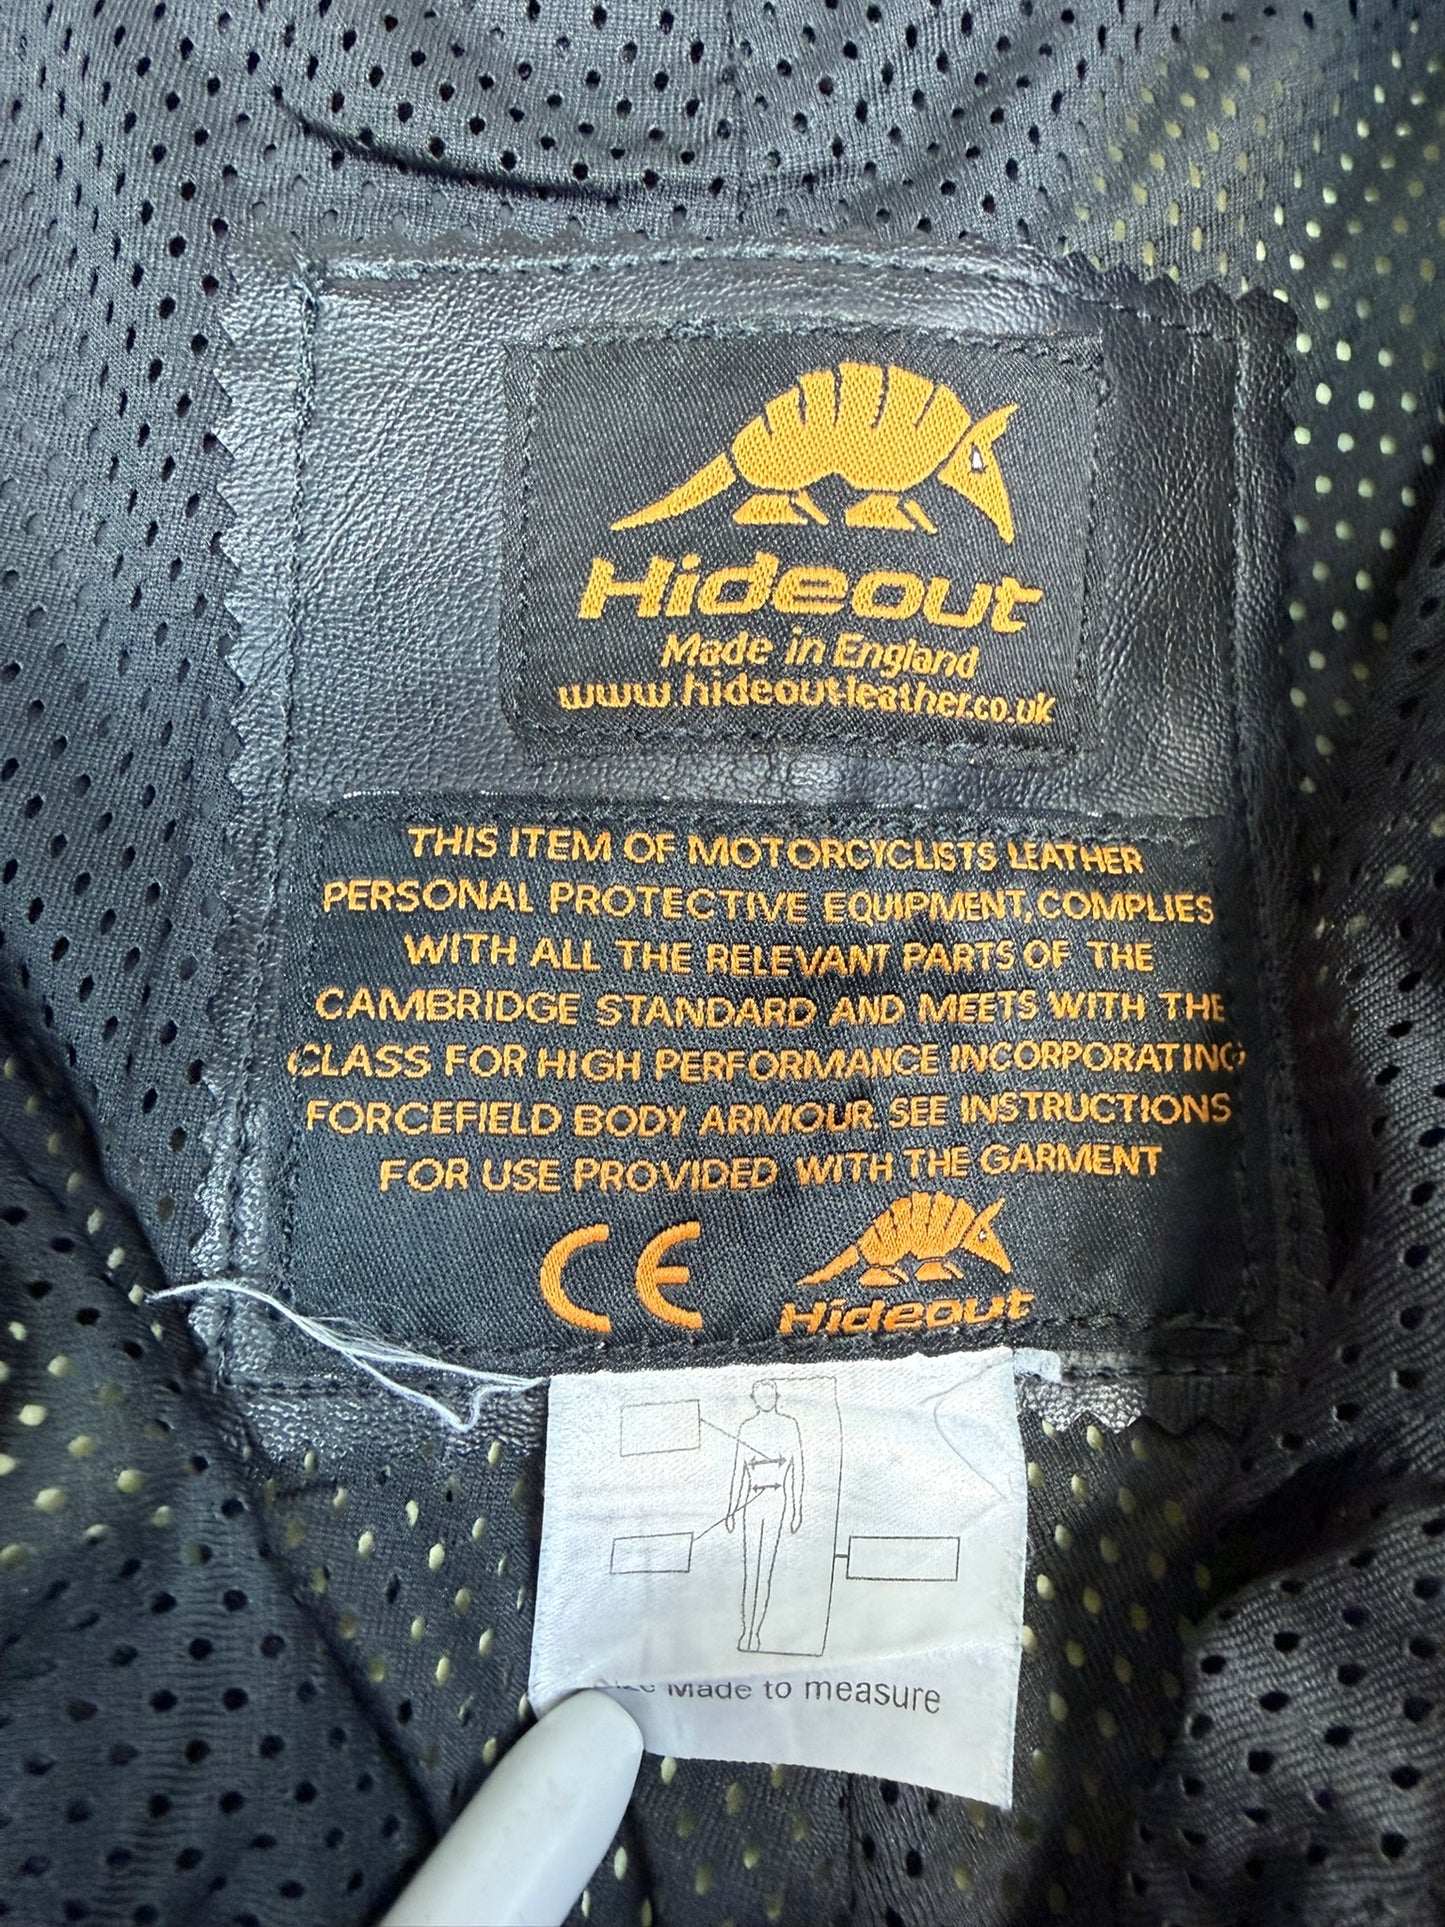 Hideout
Made in England
www.hideout-leather.co.uk
THIS ITEM OF MOTORCYCLISTS LEATHER
PERSONAL PROTECTIVE EQUIPMENT, COMPLIES
WITH ALL THE RELEVANT PARTS OF THE
CAMBRIDGE STANDARD AND MEETS WITH THE
CLASS FOR HIGH PERFORMANCE INCORPORATING
FORCEFIELD BODY ARMOUR. SEE INSTRUCTIONS
FOR USE PROVIDED WITH THE GARMENT
CE Hideout
Made to measure